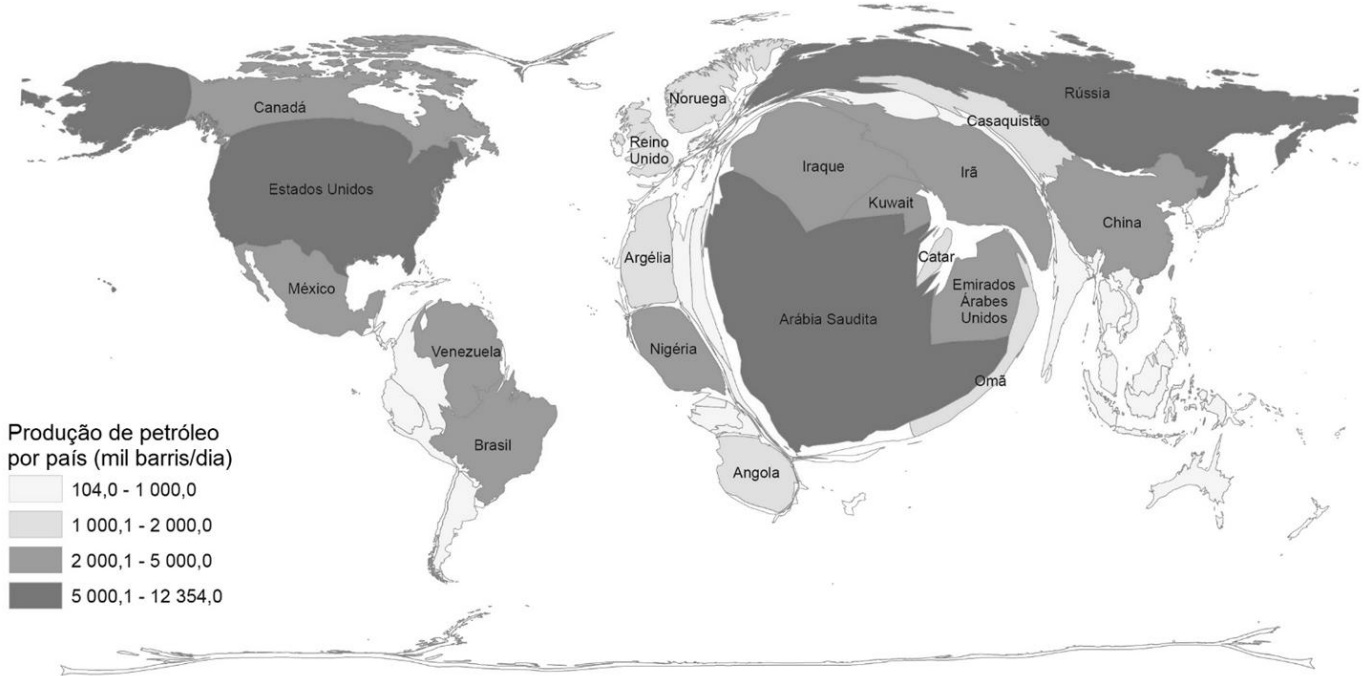 Canadá
Estados Unidos
México
Venezuela
Brasil
Noruega
Reino
Unido
Argélia
Nigéria
Angola
Rússia
Casaquistão
Iraque
Irã
Kuwait
China
Catar
Emirados
Árabes
Unidos
Arábia Saudita
Omã
Produção de petróleo
por país (mil barris/dia)
104,0 - 1 000,0
1 000,1 - 2 000,0
2 000,1 - 5 000,0
5 000,1 - 12 354,0